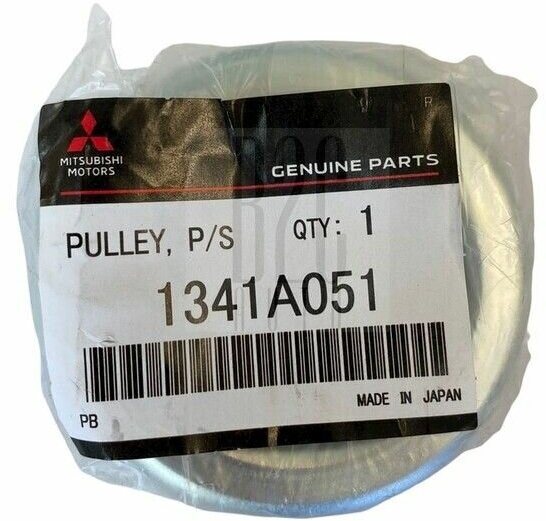 MITSUBISHI
MOTORS
GENUINE PARTS
PULLEY, P/S QTY: 1
1341A051
PB
MADE IN JAPAN